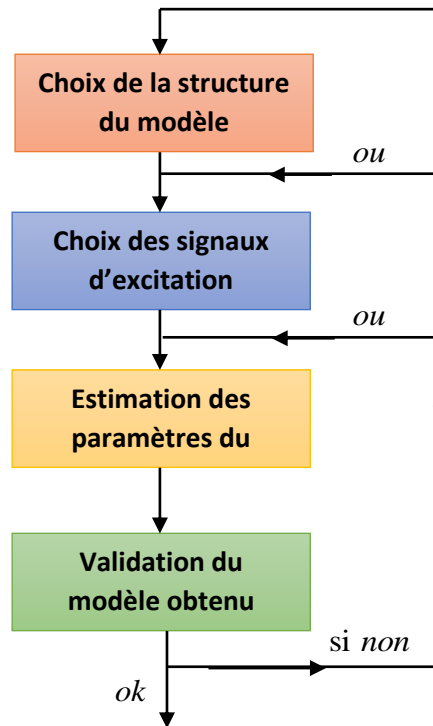 Choix de la structure
du modèle
ou
Choix des signaux
d’excitation
ou
Estimation des
paramètres du
Validation du
modèle obtenu
si non
ok